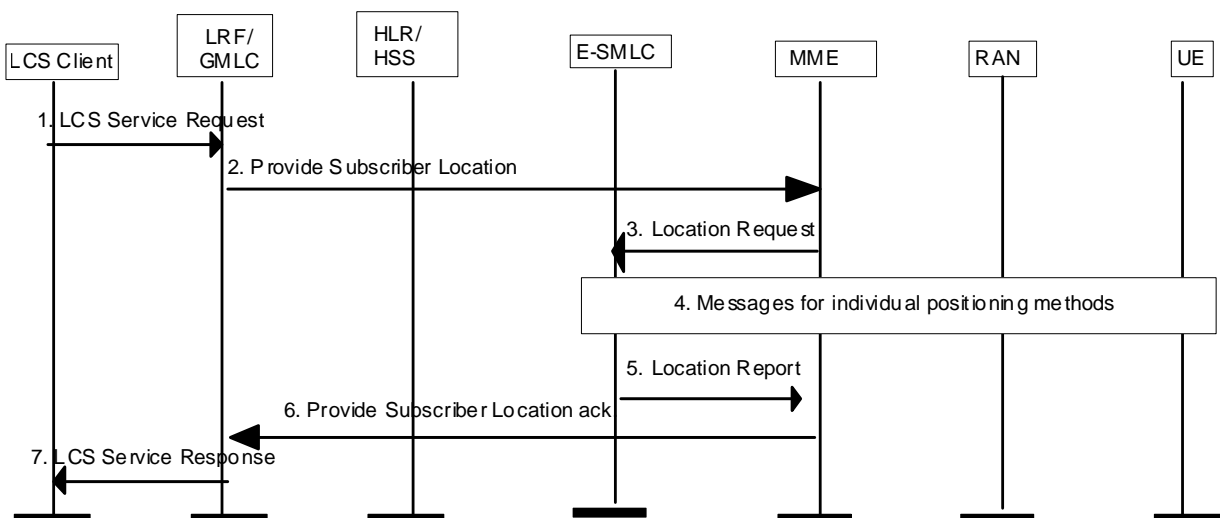 LCS Client
LRF/
GMLC
HLR/
HSS
E-SMLC
MME
RAN
UE
1. LCS Service Request
2. Provide Subscriber Location
3. Location Request
4. Messages for individual positioning methods
5. Location Report
6. Provide Subscriber Location ack
7. LCS Service Response